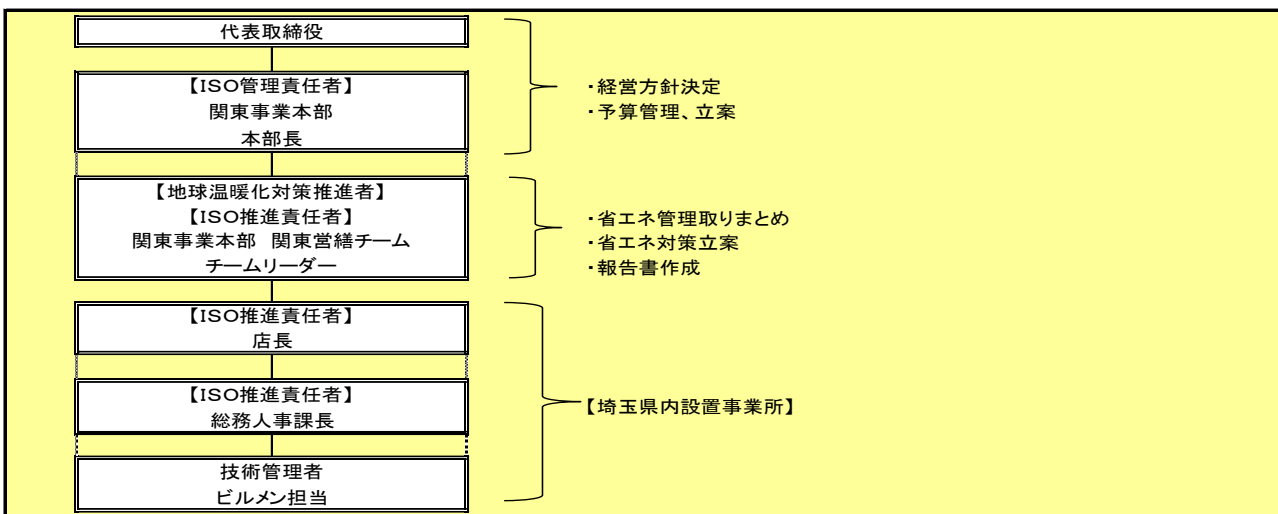 代表取締役
【ISO管理責任者】
関東事業本部
本部長
・経営方針決定
・予算管理、立案
【地球温暖化対策推進者】
【ISO推進責任者】
関東事業本部　関東営繕チーム
チームリーダー
・省エネ管理取りまとめ
・省エネ対策立案
・報告書作成
【ISO推進責任者】
店長
【ISO推進責任者】
総務人事課長
【埼玉県内設置事業所】
技術管理者
ビルメン担当